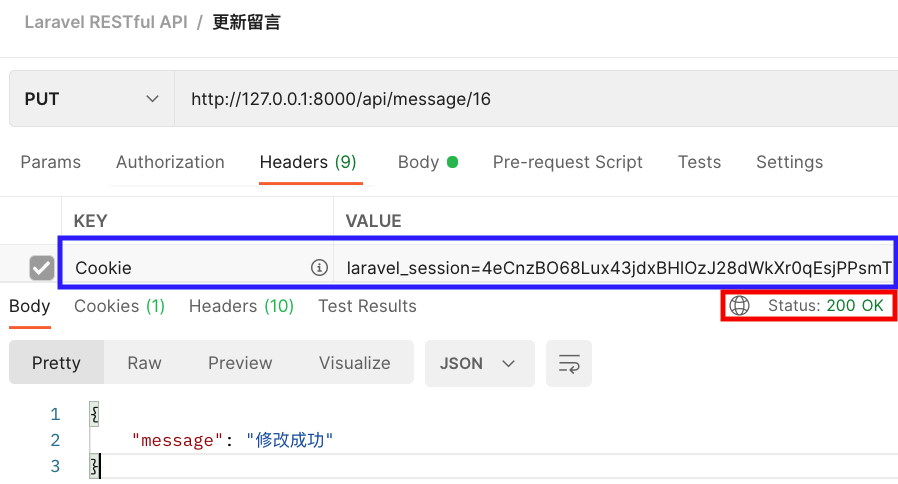 Laravel RESTful API / 更新留言
PUT http://127.0.0.1:8000/api/message/16
Params Authorization Headers (9) Body Pre-request Script Tests Settings
KEY VALUE
Cookie laravel_session=4eCnzBO68Lux43jdxBHlOzJ28dWkXr0qEsjPPsmT
Body Cookies (1) Headers (10) Test Results Status: 200 OK
Pretty Raw Preview Visualize JSON
1 {
2 "message": "修改成功"
3 }